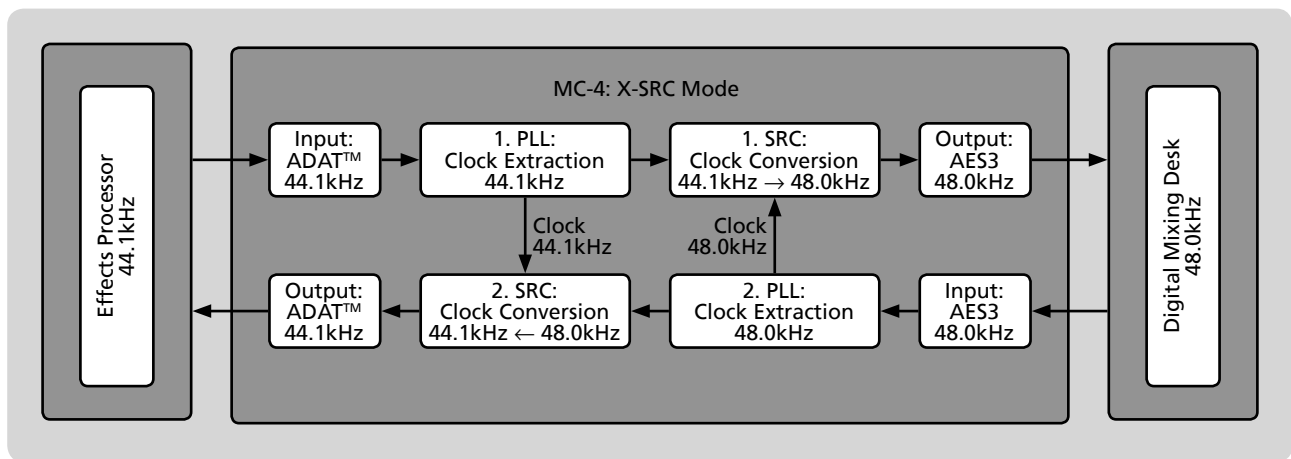 MC-4: X-SRC Mode
Effects Processor
44.1kHz
Input:
ADAT™
44.1kHz
1. PLL:
Clock Extraction
44.1kHz
1. SRC:
Clock Conversion
44.1kHz → 48.0kHz
Output:
AES3
48.0kHz
Clock
44.1kHz
Clock
48.0kHz
Output:
ADAT™
44.1kHz
2. SRC:
Clock Conversion
44.1kHz ← 48.0kHz
2. PLL:
Clock Extraction
48.0kHz
Input:
AES3
48.0kHz
Digital Mixing Desk
48.0kHz